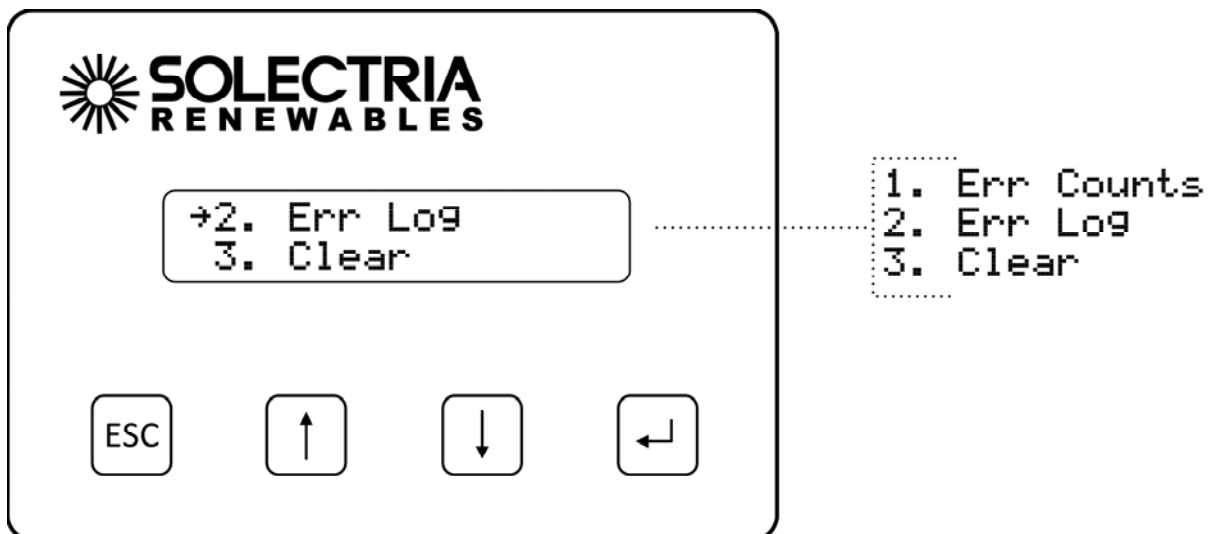 SOLECTRIA
RENEWABLES
→2. Err Log
3. Clear
1. Err Counts
2. Err Log
3. Clear
ESC ↑ ↓ ↵